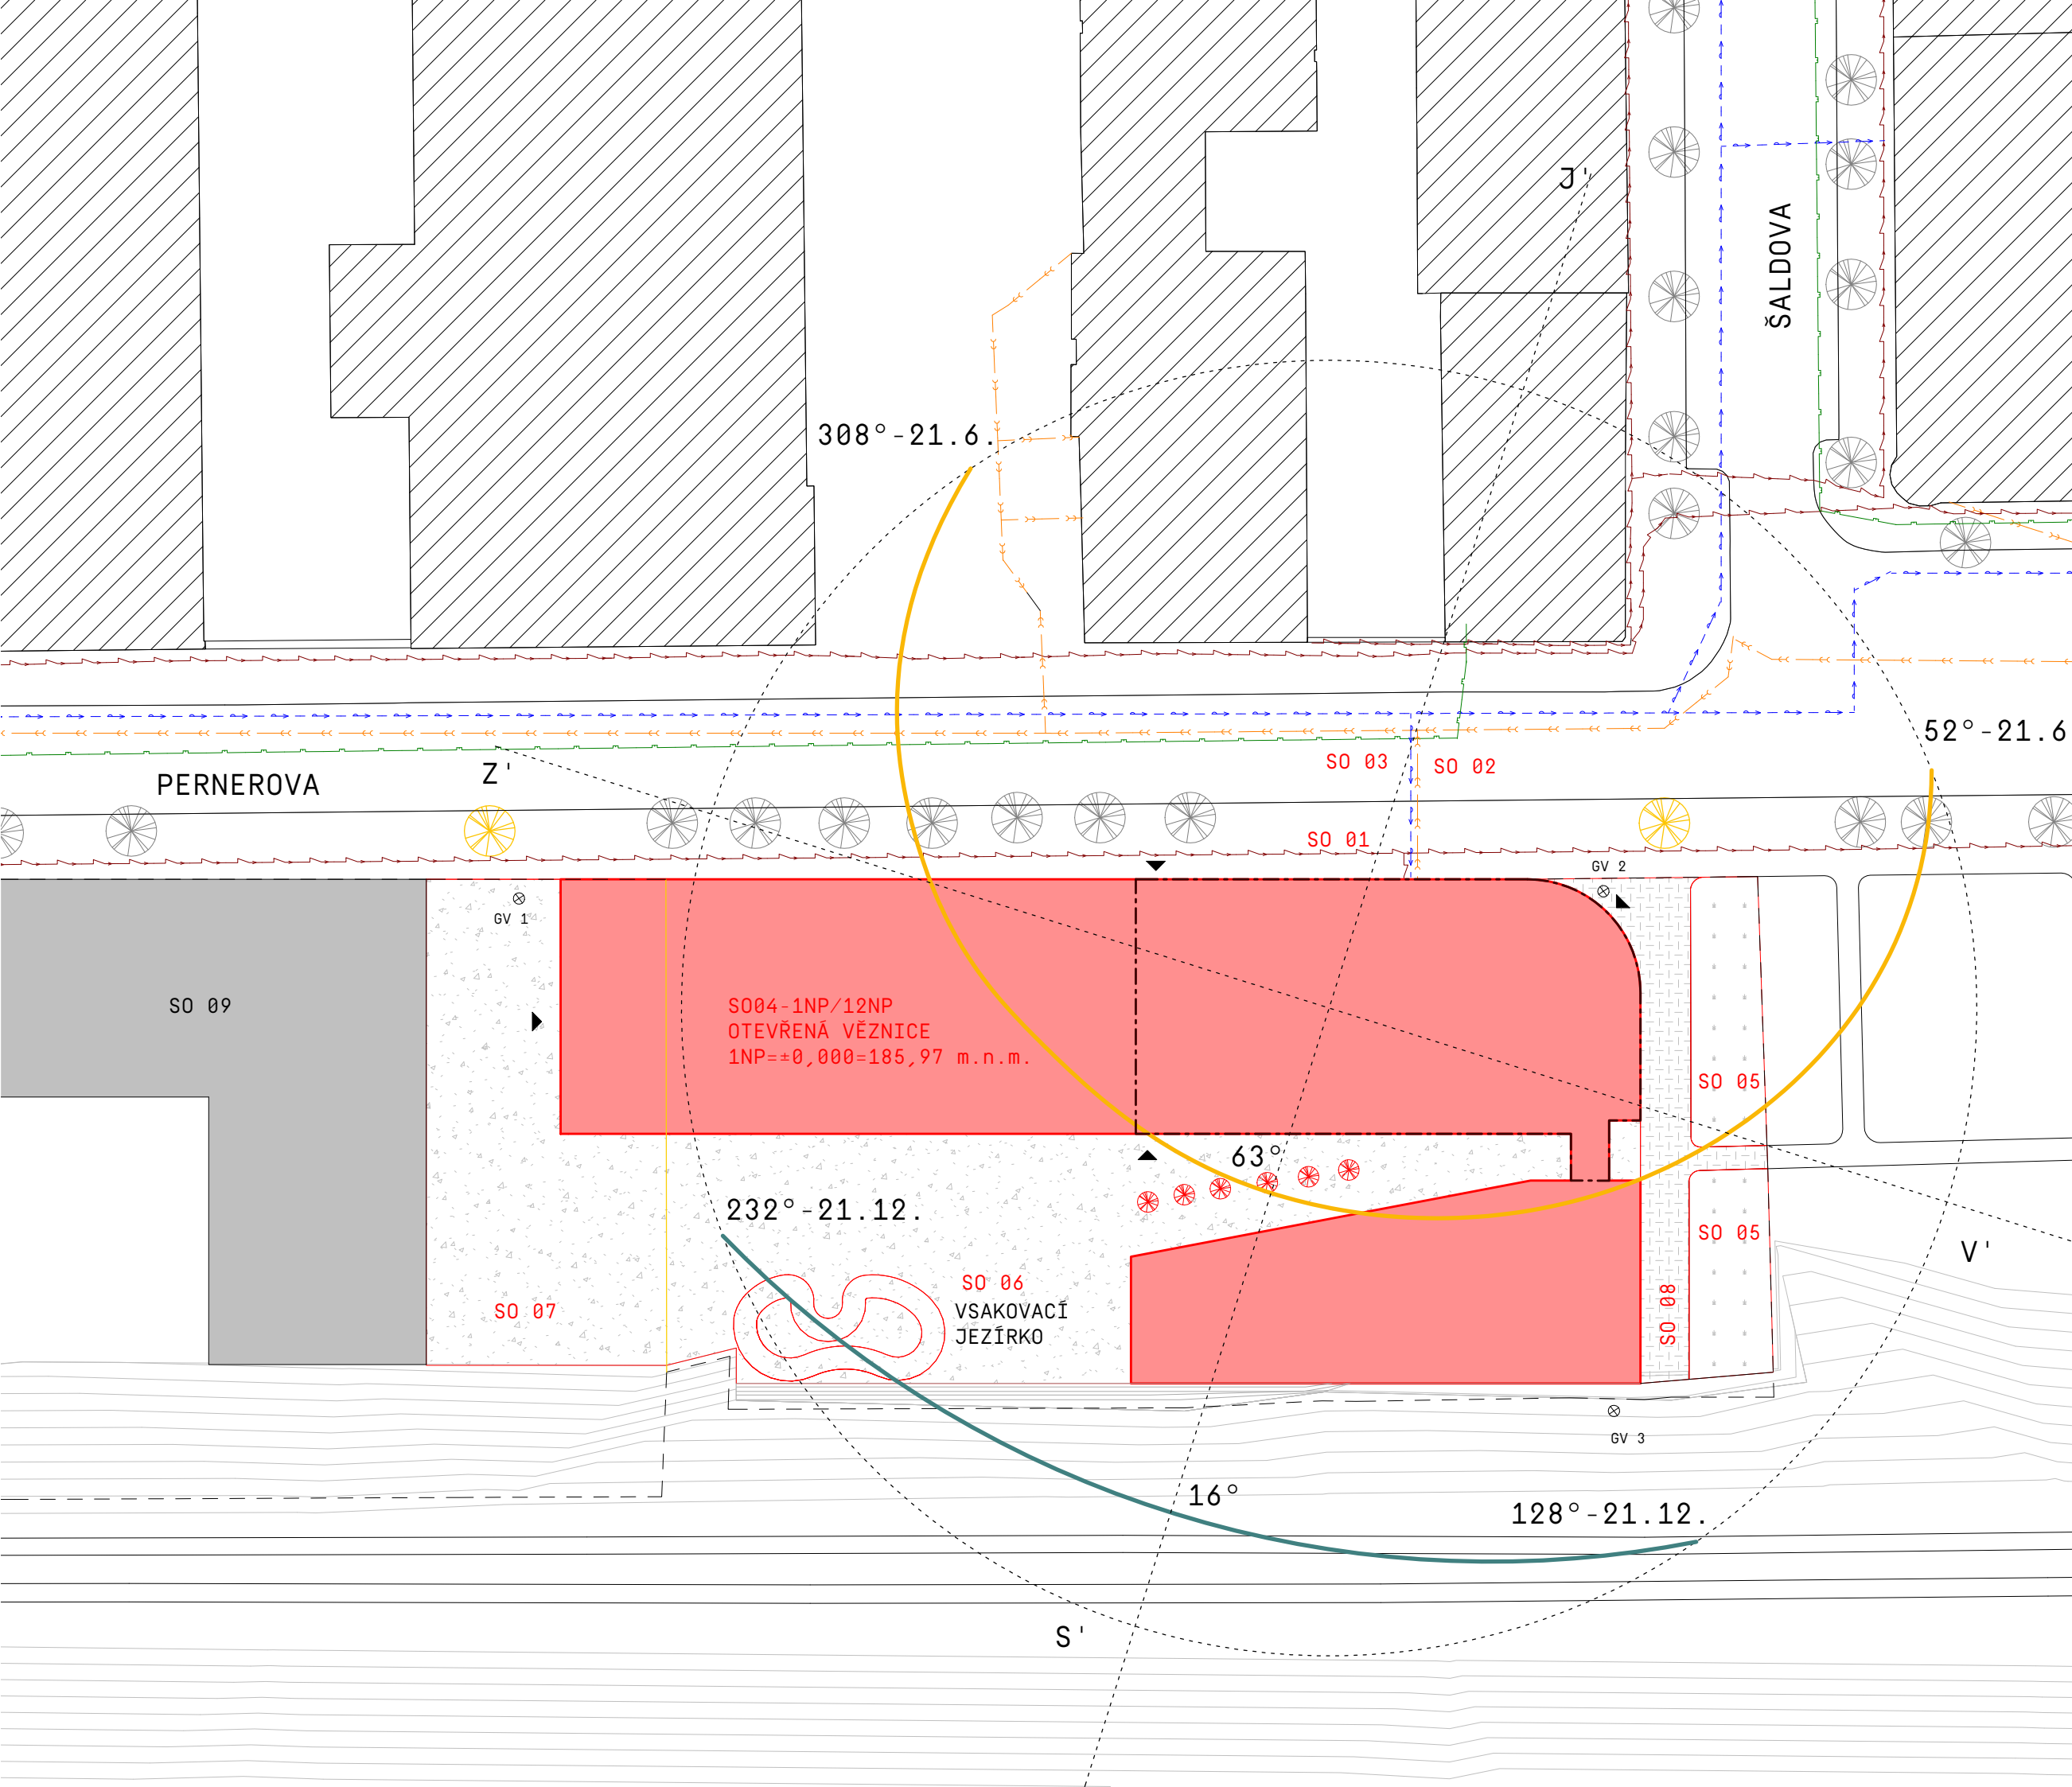 J'
ŠALDOVA
308°-21.6.
52°-21.6
SO 03
SO 02
Z'
PERNEROVA
SO 01
GV 2
GV 1
SO 09
SO04-1NP/12NP
OTEVŘENÁ VĚZNICE
1NP=±0,000=185,97 m.n.m.
SO 05
63°
232°-21.12.
SO 05
V'
SO 06
VSAKOVACÍ
JEZÍRKO
SO 07
SO 08
GV 3
16°
128°-21.12.
S'